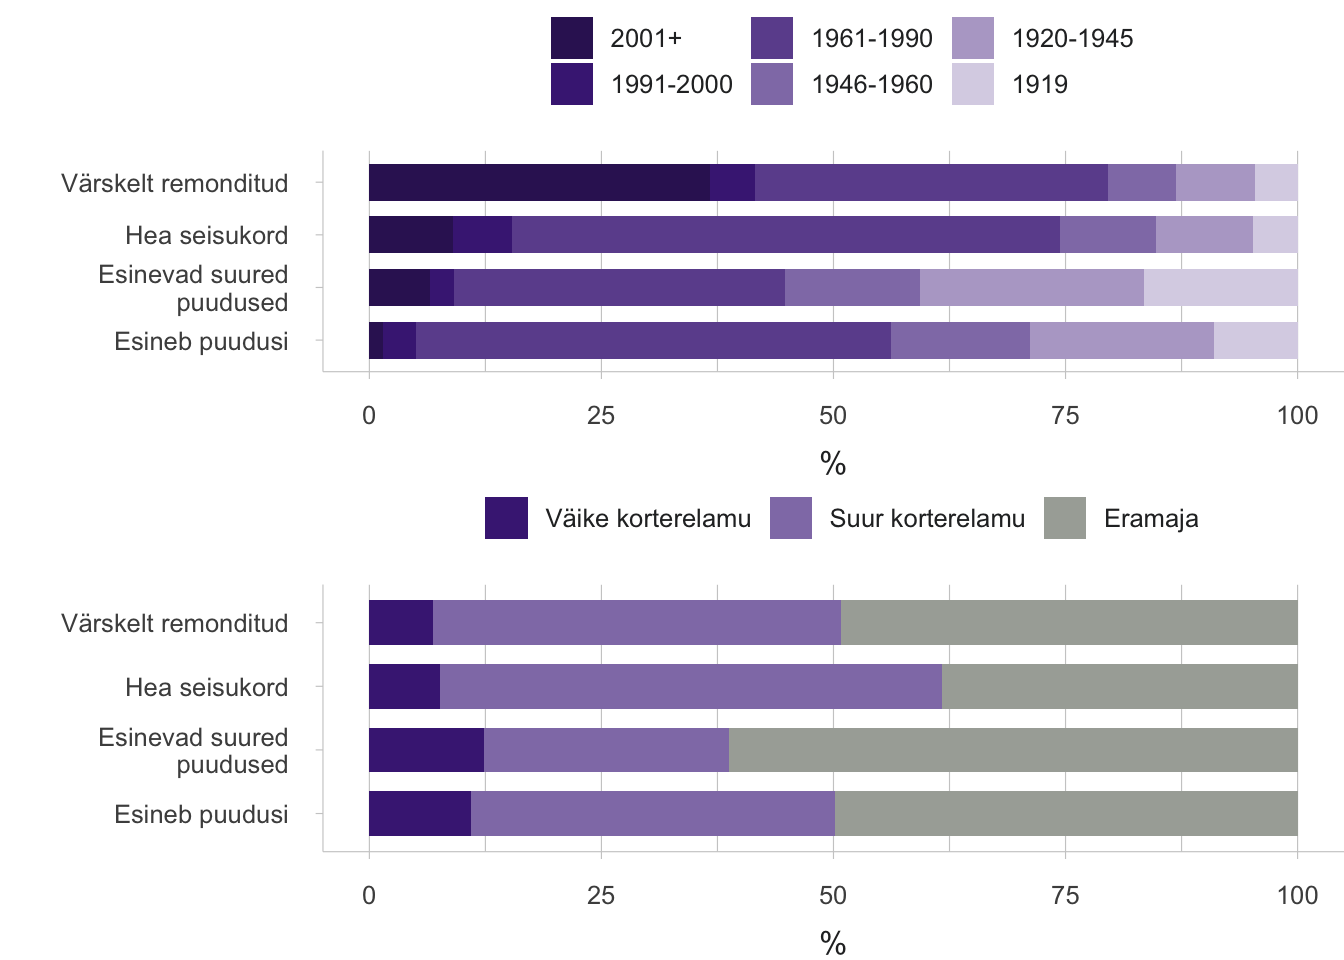 2001+ 1961-1990 1920-1945
1991-2000 1946-1960 1919
Värskelt remonditud
Hea seisukord
Esinevad suured
puudused
Esineb puudusi
0 25 50 75 100
%
Väike korterelamu Suur korterelamu Eramaja
Värskelt remonditud
Hea seisukord
Esinevad suured
puudused
Esineb puudusi
0 25 50 75 100
%